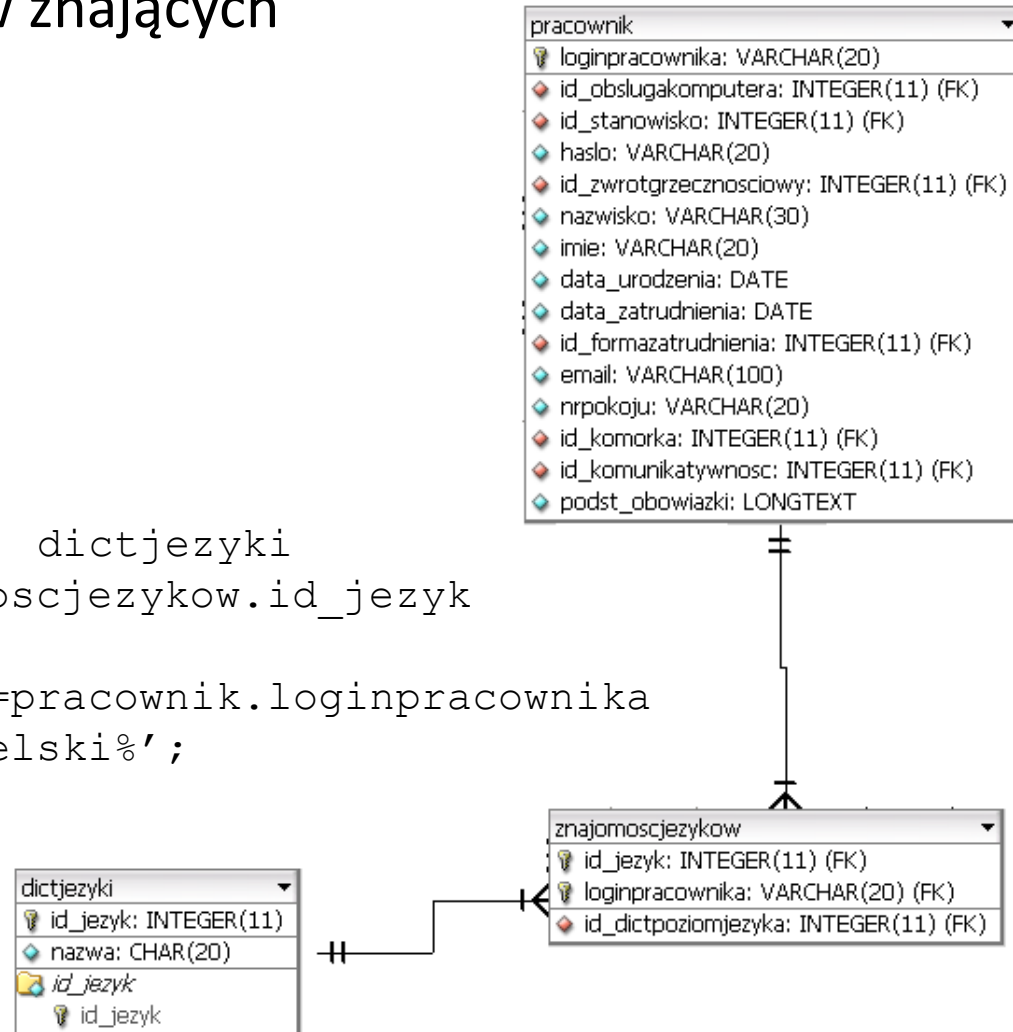 znających
pracownik
loginpracownika: VARCHAR(20)
id_obslugakomputera: INTEGER(11) (FK)
id_stanowisko: INTEGER(11) (FK)
haslo: VARCHAR(20)
id_zwrotgrzecznosciowy: INTEGER(11) (FK)
nazwisko: VARCHAR(30)
imie: VARCHAR(20)
data_urodzenia: DATE
data_zatrudnienia: DATE
id_formazatrudnienia: INTEGER(11) (FK)
email: VARCHAR(100)
nrpokoju: VARCHAR(20)
id_komorka: INTEGER(11) (FK)
id_komunikatywnosc: INTEGER(11) (FK)
podst_obowiazki: LONGTEXT
dictjezyki
oscjezykow.id_jezyk
=pracownik.loginpracownika
elski%’;
znajomoscjezykow
id_jezyk: INTEGER(11) (FK)
loginpracownika: VARCHAR(20) (FK)
id_dictpoziomjezyka: INTEGER(11) (FK)
dictjezyki
id_jezyk: INTEGER(11)
nazwa: CHAR(20)
id_jezyk
id_jezyk